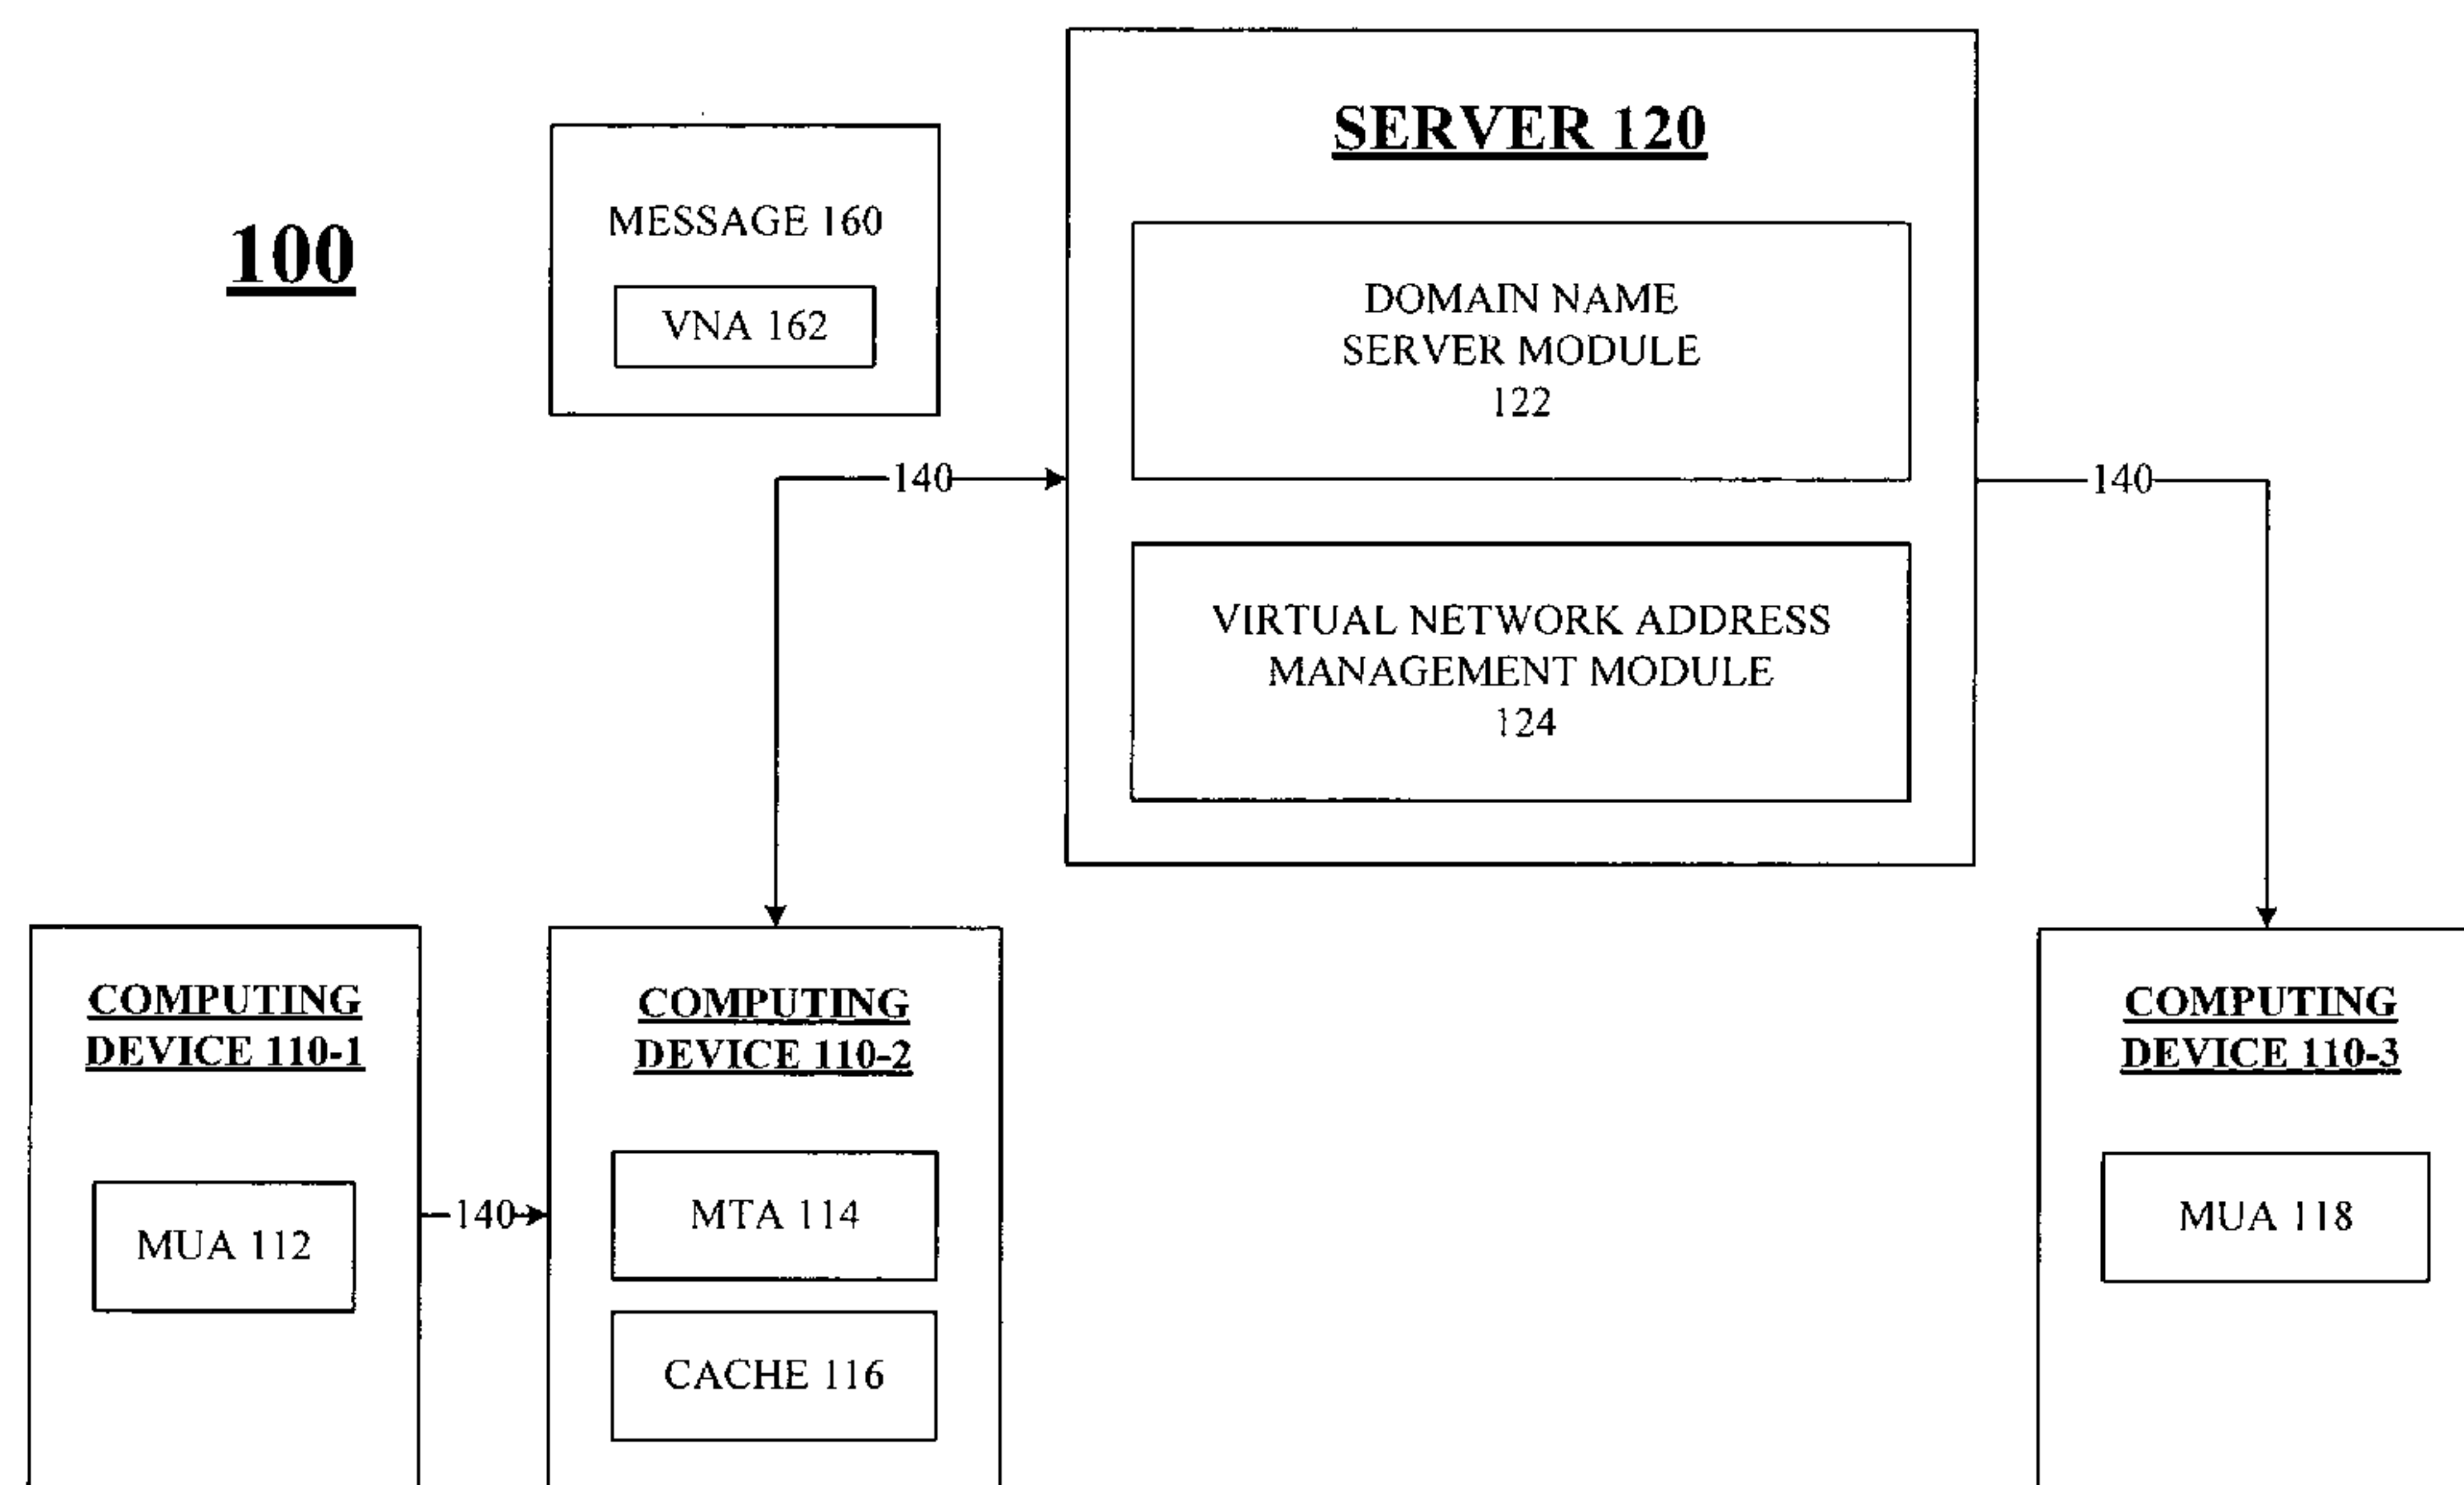 100
MESSAGE 160
VNA 162
SERVER 120
DOMAIN NAME
SERVER MODULE
122
140
140
VIRTUAL NETWORK ADDRESS
MANAGEMENT MODULE
124
COMPUTING
DEVICE 110-1
MUA 112
140
COMPUTING
DEVICE 110-2
MTA 114
CACHE 116
COMPUTING
DEVICE 110-3
MUA 118